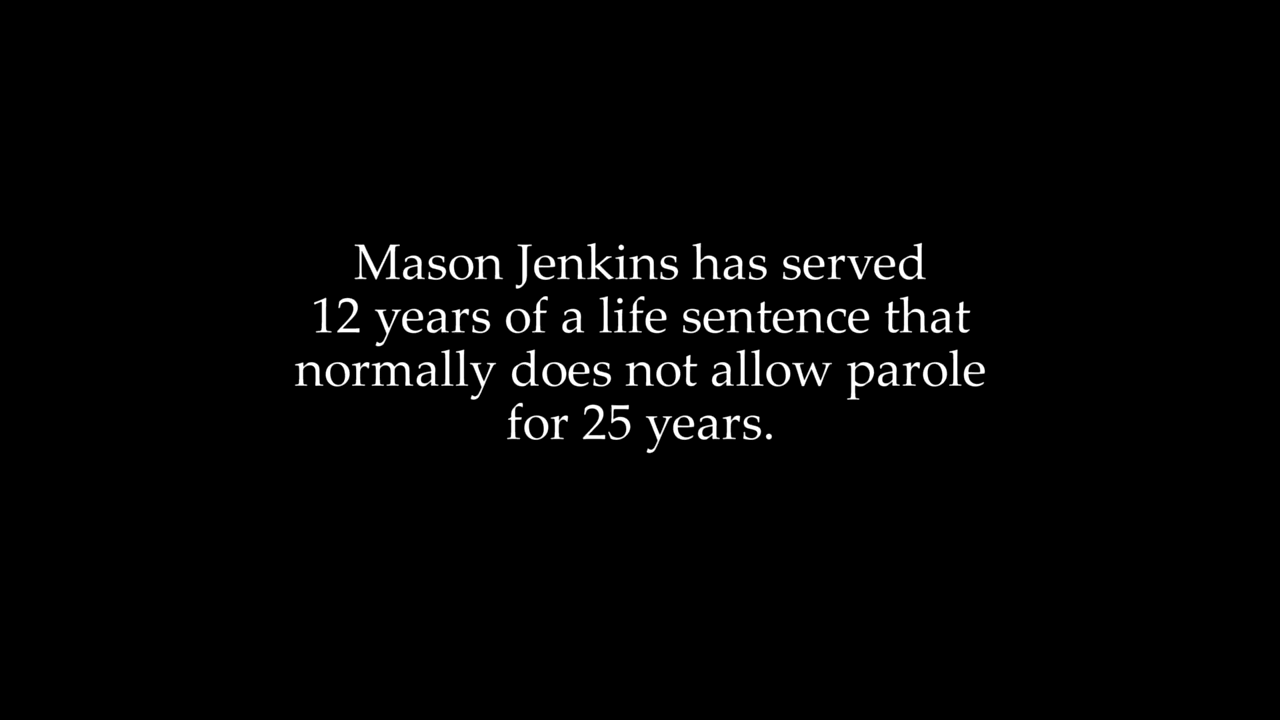 Mason Jenkins has served
12 years of a life sentence that
normally does not allow parole
for 25 years.